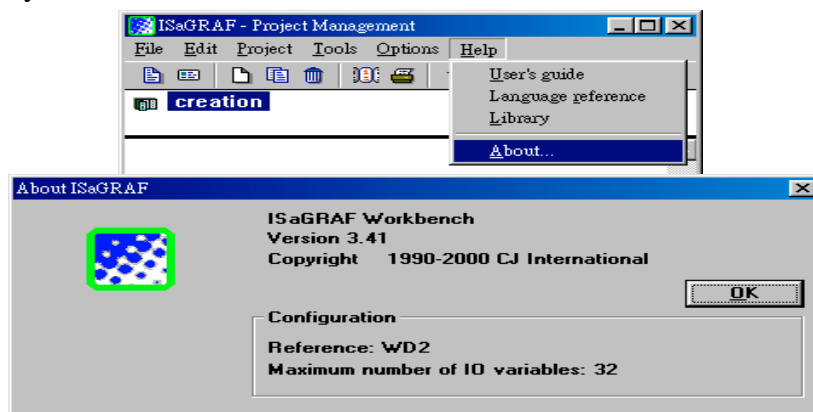 ISaGRAF - Project Management
File Edit Project Tools Options Help
User's guide
creation
Language reference
Library
About...
About ISaGRAF
ISaGRAF Workbench
Version 3.41
Copyright 1990-2000 CJ International
OK
Configuration
Reference: WD2
Maximum number of IO variables: 32